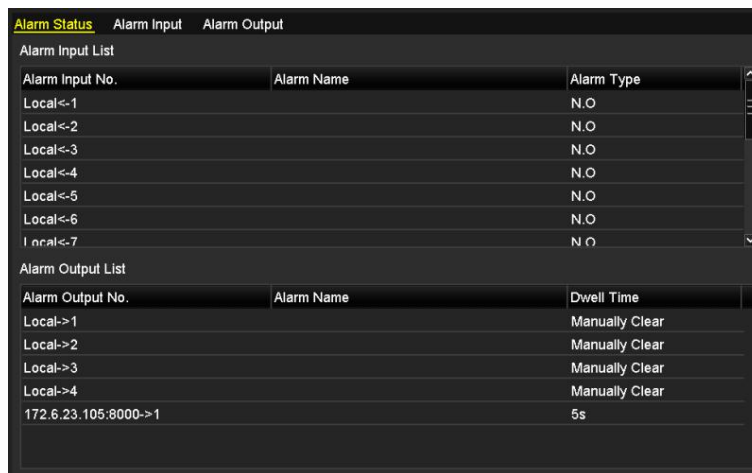 Alarm Status Alarm Input Alarm Output
Alarm Input List
Alarm Input No. Alarm Name Alarm Type
Local<-1 N.O
Local<-2 N.O
Local<-3 N.O
Local<-4 N.O
Local<-5 N.O
Local<-6 N.O
Local<-7 N.O
Alarm Output List
Alarm Output No. Alarm Name Dwell Time
Local->1 Manually Clear
Local->2 Manually Clear
Local->3 Manually Clear
Local->4 Manually Clear
172.6.23.105:8000->1 5s